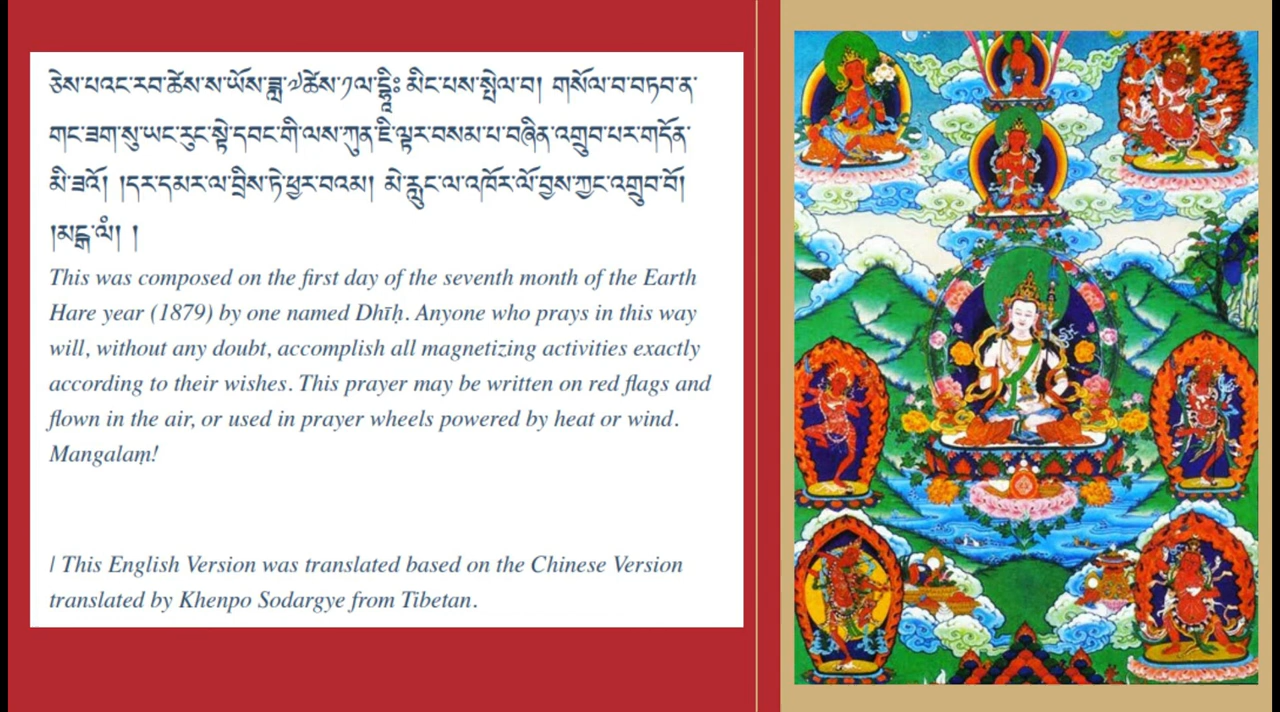 ཅེས་པའང་རབ་ཚེས་ས་ཡོས་ཟླ་༧ཚེས་༡ལ་དྷཱིཿ མིང་པས་སྤེལ་བ། གསོལ་བ་བཏབ་ན་
གང་ཟག་སུ་ཡང་རུང་སྟེ་དབང་གི་ལས་ཀུན་ཇི་ལྟར་བསམ་པ་བཞིན་འགྲུབ་པར་གདོན་
མི་ཟའོ། །དར་དམར་ལ་བྲིས་ཏེ་ཕྱར་བའམ། མེ་རླུང་ལ་འཁོར་ལོ་བྱས་ཀྱང་འགྲུབ་བོ།
།མངྒ་ལཾ། །
This was composed on the first day of the seventh month of the Earth
Hare year (1879) by one named Dhīḥ. Anyone who prays in this way
will, without any doubt, accomplish all magnetizing activities exactly
according to their wishes. This prayer may be written on red flags and
flown in the air, or used in prayer wheels powered by heat or wind.
Mangalaṃ!
| This English Version was translated based on the Chinese Version
translated by Khenpo Sodargye from Tibetan.